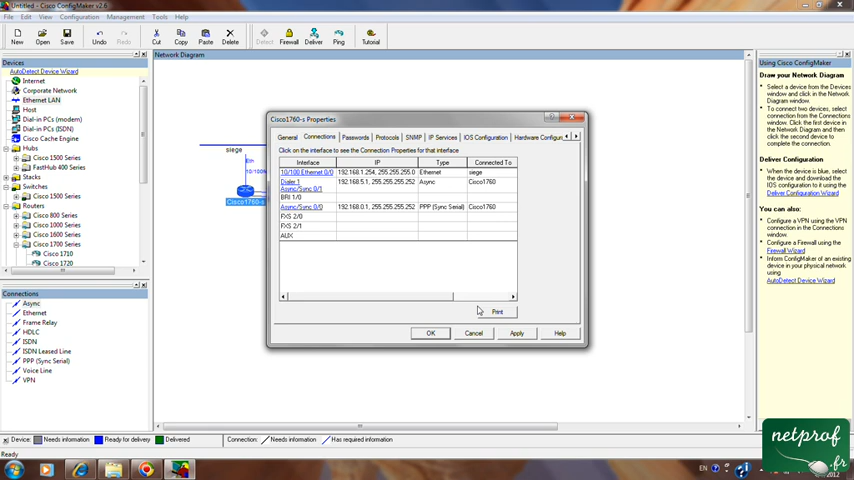 Untitled - Cisco ConfigMaker v2.6
File Edit View Configuration Management Tools Help
New Open Save Undo Redo Cut Copy Paste Delete Detect Firewall Deliver Ping Tutorial
Devices
AutoDetect Device Wizard
Internet
Corporate Network
Ethernet LAN
Host
Dial-in PCs (modem)
Dial-in PCs (ISDN)
Cisco Cache Engine
Hubs
Cisco 1500 Series
FastHub 400 Series
Stacks
Switches
Cisco 1500 Series
Routers
Cisco 800 Series
Cisco 1000 Series
Cisco 1600 Series
Cisco 1700 Series
Cisco 1710
Cisco 1720
Connections
Async
Ethernet
Frame Relay
HDLC
ISDN
ISDN Leased Line
PPP (Sync Serial)
Voice Line
VPN
Network Diagram
siege
Eth
10/100
Cisco1760-s
Cisco1760-s Properties
General Connections Passwords Protocols SNMP IP Services IOS Configuration Hardware Configur
Click on the interface to see the Connection Properties for that interface
Interface IP Type Connected To
10/100 Ethernet 0/0 192.168.1.254, 255.255.255.0 Ethernet siege
Dialer 1 192.168.5.1, 255.255.255.252 Async Cisco1760
Async/Sync 0/1
BRI 1/0
Async/Sync 0/0 192.168.0.1, 255.255.255.252 PPP (Sync Serial) Cisco1760
FXS 2/0
FXS 2/1
AUX
Print
OK Cancel Apply Help
Using Cisco ConfigMaker
Draw your Network Diagram
Select a device from the Devices
window and click in the Network
Diagram window.
To connect two devices, select
connection from the Connections
window. Click the first device in
the Network Diagram and then
click the second device to
complete the connection.
Deliver Configuration
When the device is blue, select
the device and download the
IOS configuration to it using the
Deliver Configuration Wizard
You can also:
Configure a VPN using the VPN
connection in the Connections
window.
Configure a Firewall using the
Firewall Wizard
Inform ConfigMaker of an existing
device in your physical network
using:
AutoDetect Device Wizard
Device: Needs information Ready for delivery Delivered Connection: Needs information Has required information
Ready
EN
2012
netprof
.fr